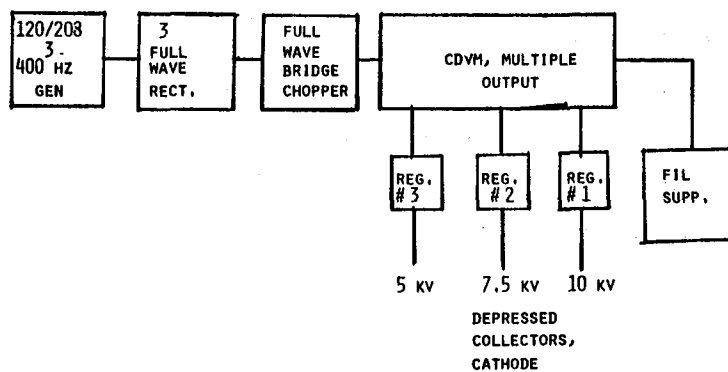 120/208
3-
400 HZ
GEN
3
FULL
WAVE
RECT.
FULL
WAVE
BRIDGE
CHOPPER
CDVM, MULTIPLE
OUTPUT
REG.
#3
REG.
#2
REG.
#1
FIL
SUPP.
5 KV
7.5 KV
10 KV
DEPRESSED
COLLECTORS,
CATHODE